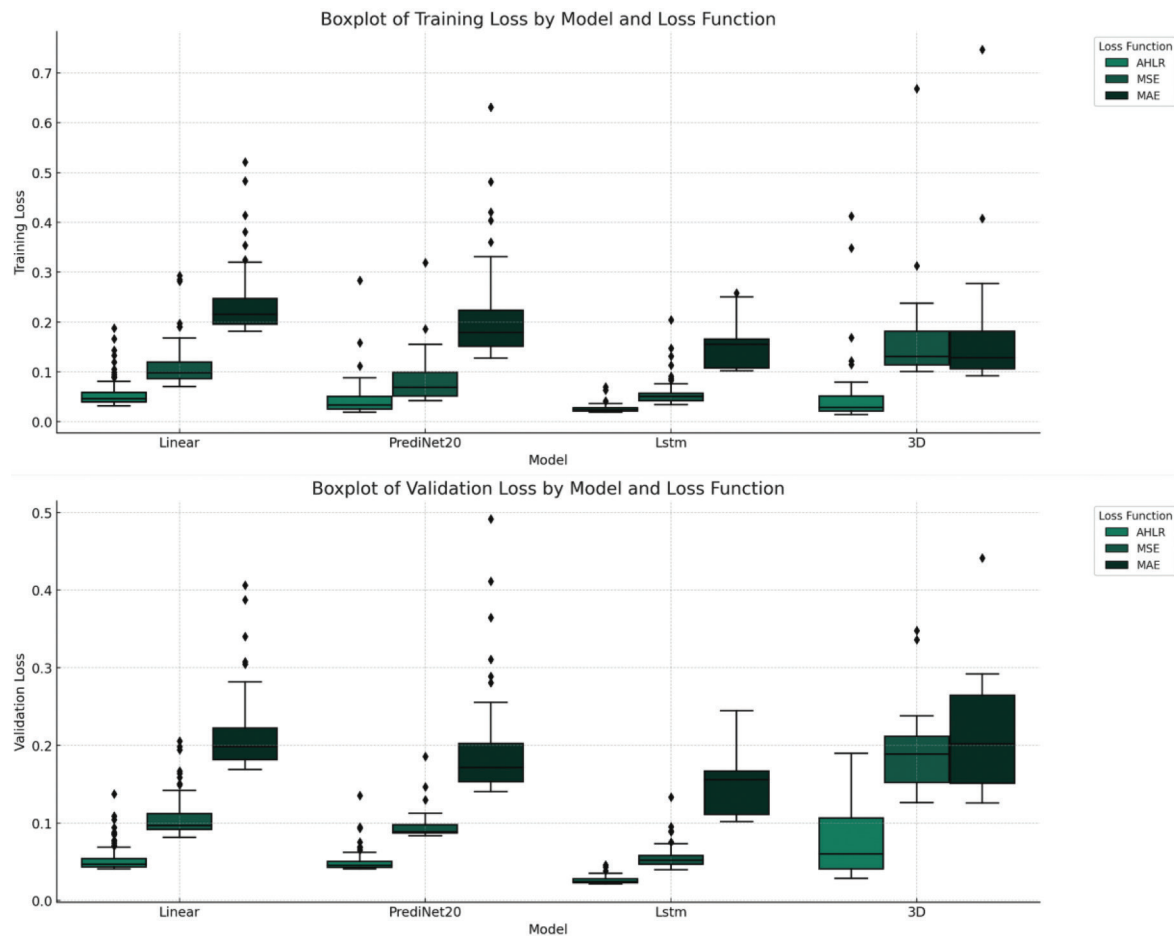 Boxplot of Training Loss by Model and Loss Function
Loss Function
AHLR
MSE
MAE
Training Loss
0.7
0.6
0.5
0.4
0.3
0.2
0.1
0.0
Linear
PrediNet20
Lstm
3D
Model
Boxplot of Validation Loss by Model and Loss Function
Loss Function
AHLR
MSE
MAE
Validation Loss
0.5
0.4
0.3
0.2
0.1
0.0
Linear
PrediNet20
Lstm
3D
Model